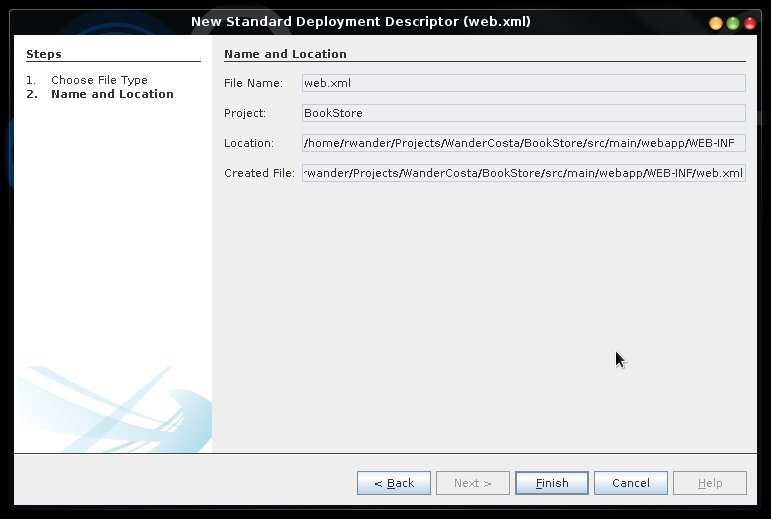 New Standard Deployment Descriptor (web.xml)
Steps
1. Choose File Type
2. Name and Location
Name and Location
File Name: web.xml
Project: BookStore
Location: /home/rwander/Projects/WanderCosta/BookStore/src/main/webapp/WEB-INF
Created File: rwander/Projects/WanderCosta/BookStore/src/main/webapp/WEB-INF/web.xml
< Back Next > Finish Cancel Help